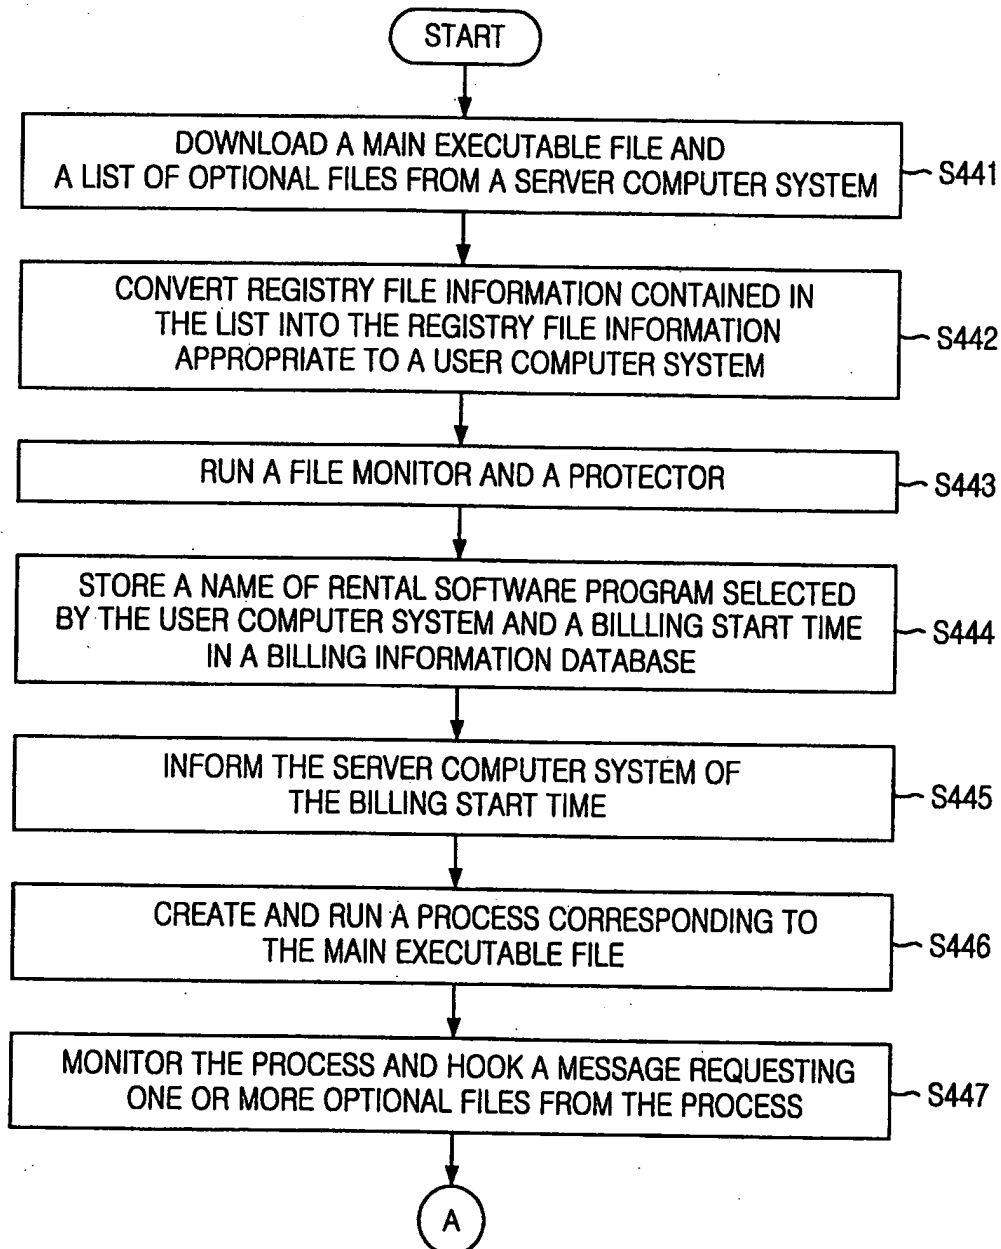 START
DOWNLOAD A MAIN EXECUTABLE FILE AND
A LIST OF OPTIONAL FILES FROM A SERVER COMPUTER SYSTEM
S441
CONVERT REGISTRY FILE INFORMATION CONTAINED IN
THE LIST INTO THE REGISTRY FILE INFORMATION
APPROPRIATE TO A USER COMPUTER SYSTEM
S442
RUN A FILE MONITOR AND A PROTECTOR
S443
STORE A NAME OF RENTAL SOFTWARE PROGRAM SELECTED
BY THE USER COMPUTER SYSTEM AND A BILLLING START TIME
IN A BILLING INFORMATION DATABASE
S444
INFORM THE SERVER COMPUTER SYSTEM OF
THE BILLING START TIME
S445
CREATE AND RUN A PROCESS CORRESPONDING TO
THE MAIN EXECUTABLE FILE
S446
MONITOR THE PROCESS AND HOOK A MESSAGE REQUESTING
ONE OR MORE OPTIONAL FILES FROM THE PROCESS
S447
A